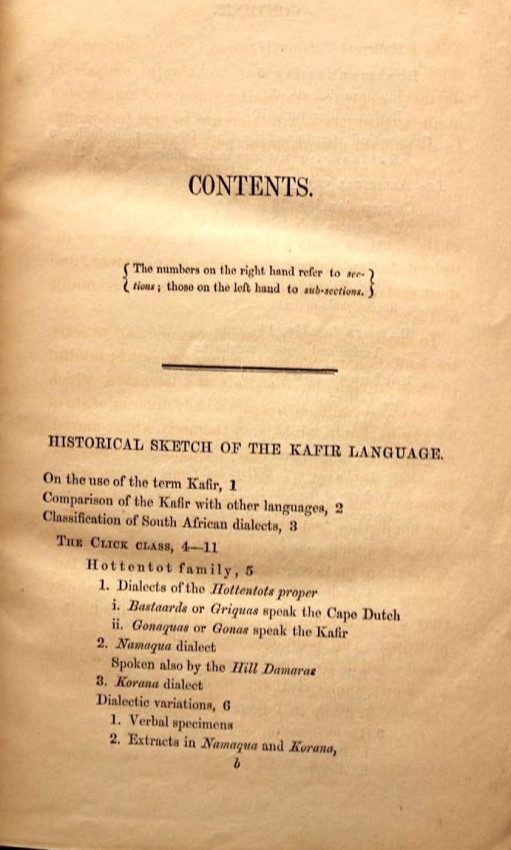 CONTENTS.
The numbers on the right hand refer to sec-
tions; those on the left hand to sub-sections.
HISTORICAL SKETCH OF THE KAFIR LANGUAGE.
On the use of the term Kafir, 1
Comparison of the Kafir with other languages, 2
Classification of South African dialects, 3
THE CLICK CLASS, 4—11
Hottentot family, 5
1. Dialects of the Hottentots proper
i. Bastaards or Griquas speak the Cape Dutch
ii. Gonaquas or Gonas speak the Kafir
2. Namaqua dialect
Spoken also by the Hill Damaras
3. Korana dialect
Dialectic variations, 6
1. Verbal specimens
2. Extracts in Namaqua and Korana,
b